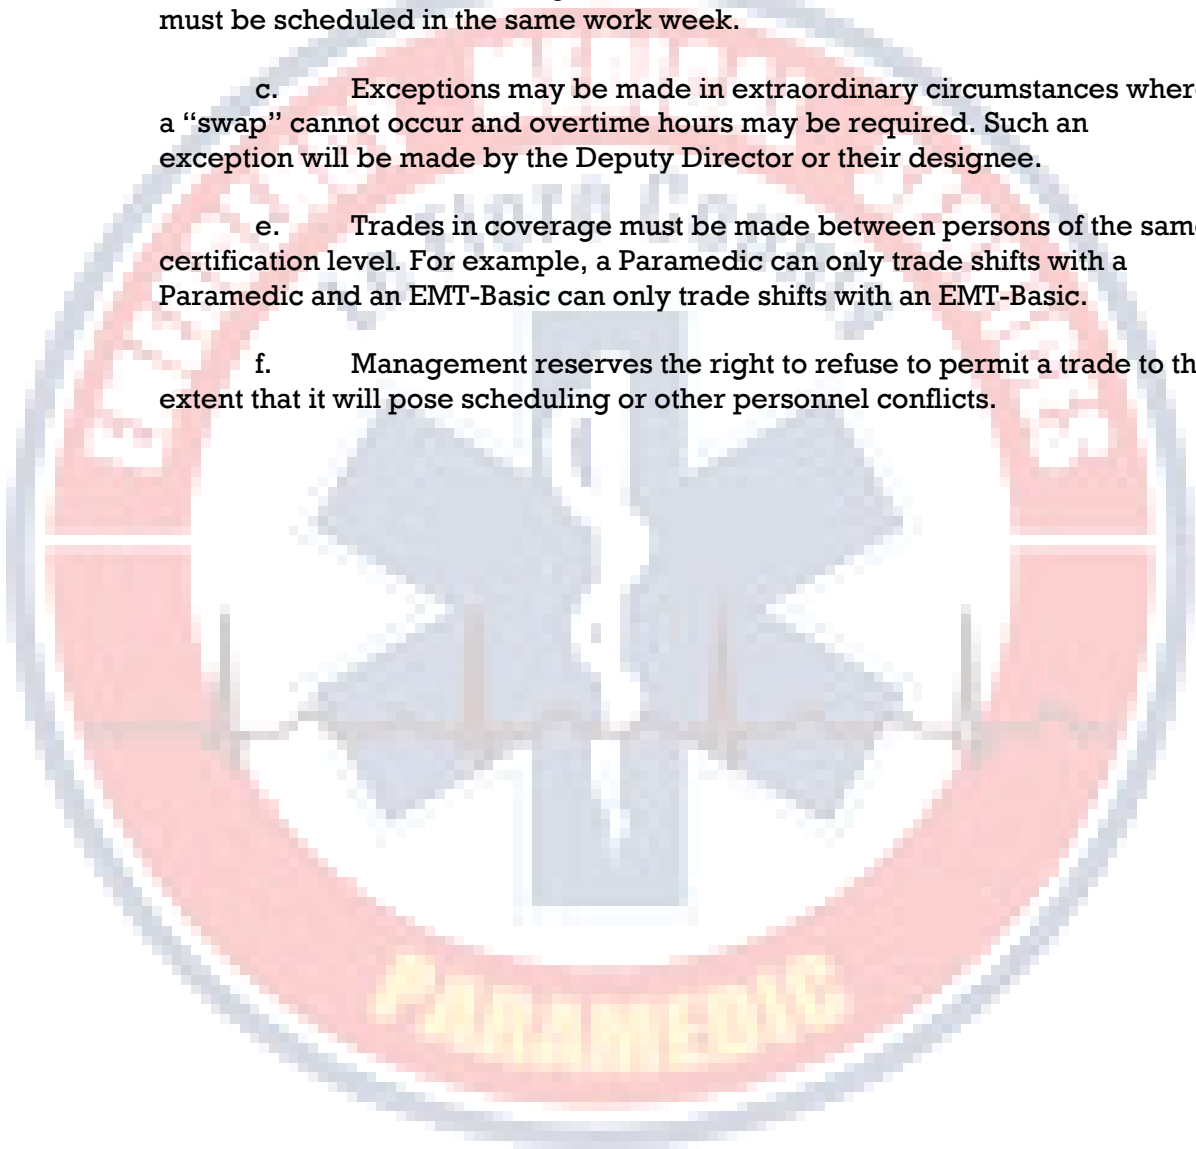 must be scheduled in the same work week.
c. Exceptions may be made in extraordinary circumstances where
a “swap” cannot occur and overtime hours may be required. Such an
exception will be made by the Deputy Director or their designee.
e. Trades in coverage must be made between persons of the same
certification level. For example, a Paramedic can only trade shifts with a
Paramedic and an EMT-Basic can only trade shifts with an EMT-Basic.
f. Management reserves the right to refuse to permit a trade to th
extent that it will pose scheduling or other personnel conflicts.
PARAMEDIC